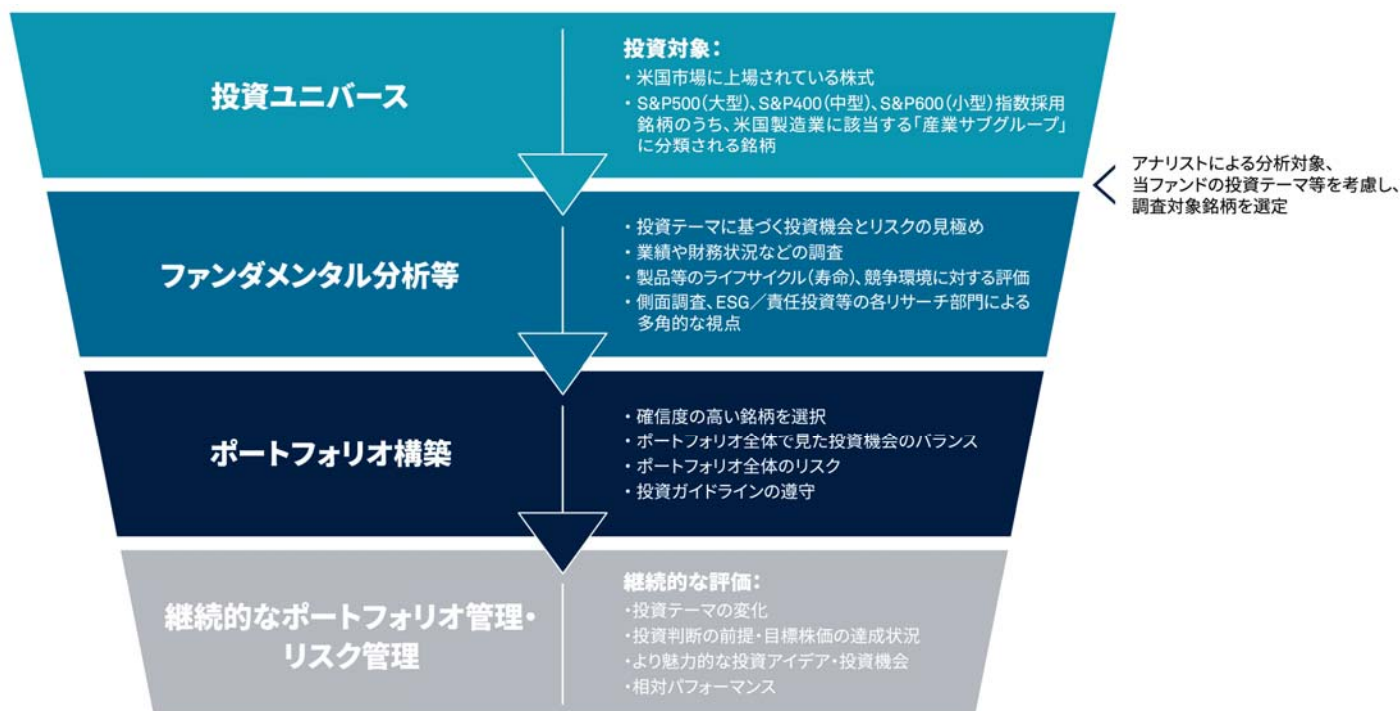 投資ユニバース
投資対象：
・米国市場に上場されている株式
・S&P500（大型）、S&P400（中型）、S&P600（小型）指数採用
銘柄のうち、米国製造業に該当する「産業サブグループ」
に分類される銘柄
アナリストによる分析対象、
当ファンドの投資テーマ等を考慮し、
調査対象銘柄を選定
ファンダメンタル分析等
・投資テーマに基づく投資機会とリスクの見極め
・業績や財務状況などの調査
・製品等のライフサイクル（寿命）、競争環境に対する評価
・側面調査、ESG／責任投資等の各リサーチ部門による
多角的な視点
ポートフォリオ構築
・確信度の高い銘柄を選択
・ポートフォリオ全体で見た投資機会のバランス
・ポートフォリオ全体のリスク
・投資ガイドラインの遵守
継続的なポートフォリオ管理・
リスク管理
継続的な評価：
・投資テーマの変化
・投資判断の前提・目標株価の達成状況
・より魅力的な投資アイデア・投資機会
・相対パフォーマンス